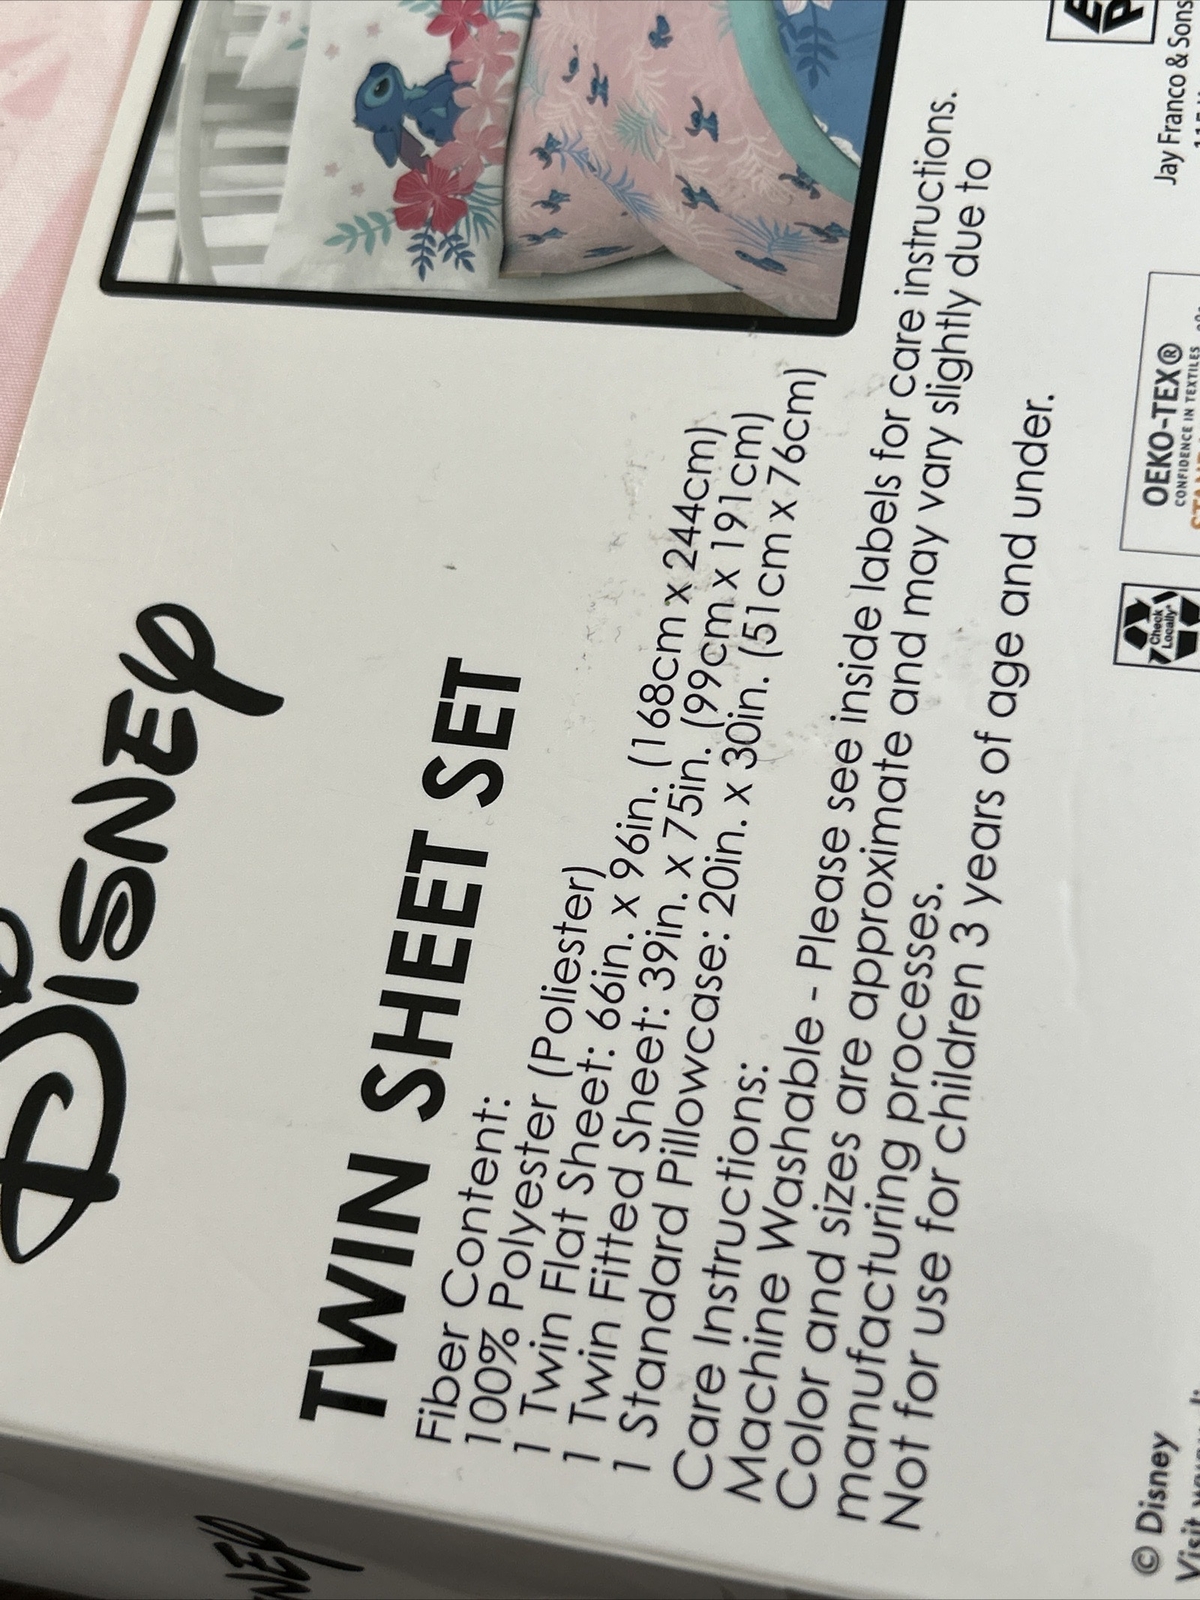 DISNEY
TWIN SHEET SET
Fiber Content:
100% Polyester (Poliester)
1 Twin Flat Sheet: 66in. x 96in. (168cm x 244cm)
1 Twin Fitted Sheet: 39in. x 75in. (99cm x 191cm)
1 Standard Pillowcase: 20in. x 30in. (51cm x 76cm)
Care Instructions:
Machine Washable - Please see inside labels for care instructions.
Color and sizes are approximate and may vary slightly due to
manufacturing processes.
Not for use for children 3 years of age and under.
© Disney
Check
Locally*
OEKO-TEX®
CONFIDENCE IN TEXTILES
Jay Franco & Sons